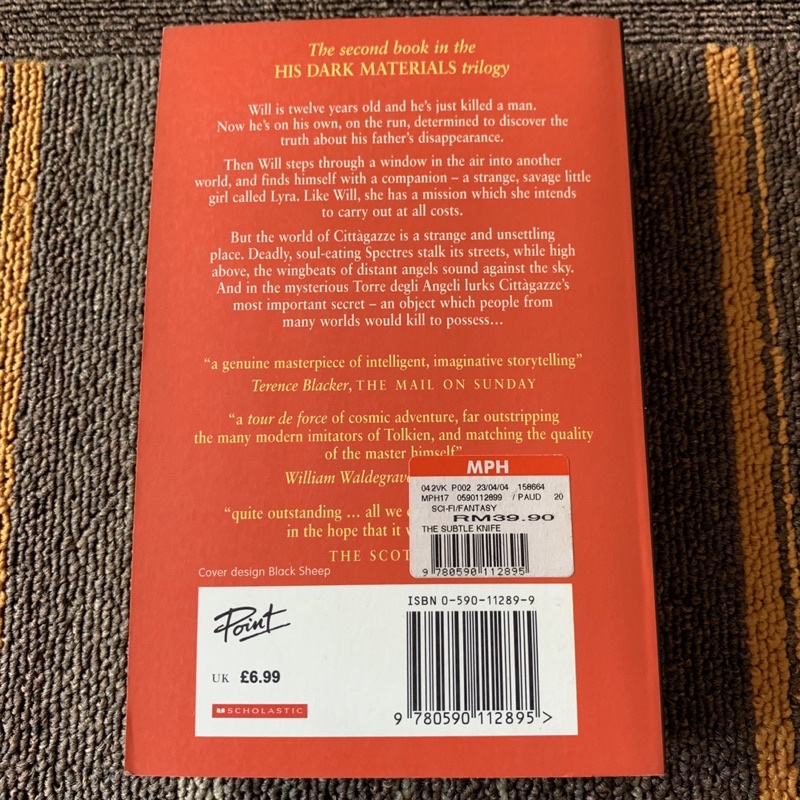 The second book in the
HIS DARK MATERIALS trilogy
Will is twelve years old and he's just killed a man.
Now he's on his own, on the run, determined to discover the
truth about his father's disappearance.
Then Will steps through a window in the air into another
world, and finds himself with a companion – a strange, savage little
girl called Lyra. Like Will, she has a mission which she intends
to carry out at all costs.
But the world of Cittàgazze is a strange and unsettling
place. Deadly, soul-eating Spectres stalk its streets, while high
above, the wingbeats of distant angels sound against the sky.
And in the mysterious Torre degli Angeli lurks Cittàgazze's
most important secret – an object which people from
many worlds would kill to possess...
"a genuine masterpiece of intelligent, imaginative storytelling"
Terence Blacker, THE MAIL ON SUNDAY
"a tour de force of cosmic adventure, far outstripping
the many modern imitators of Tolkien, and matching the quality
of the master himself"
William Waldegrave
"quite outstanding ... all we
in the hope that it
THE SCOT
MPH
042VK P002 23/04/04 158664
MPH17 0590112899 / PAUD 20
SCI-FI/FANTASY
RM39.90
THE SUBTLE KNIFE
9 780590 112895
Cover design Black Sheep
Point
UK £6.99
SCHOLASTIC
ISBN 0-590-11289-9
9 780590 112895 >